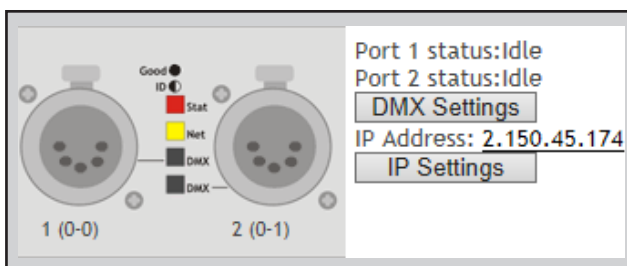 Good
ID
Stat
Net
DMX
DMX
1 (0-0)
2 (0-1)
Port 1 status:Idle
Port 2 status:Idle
DMX Settings
IP Address: 2.150.45.174
IP Settings